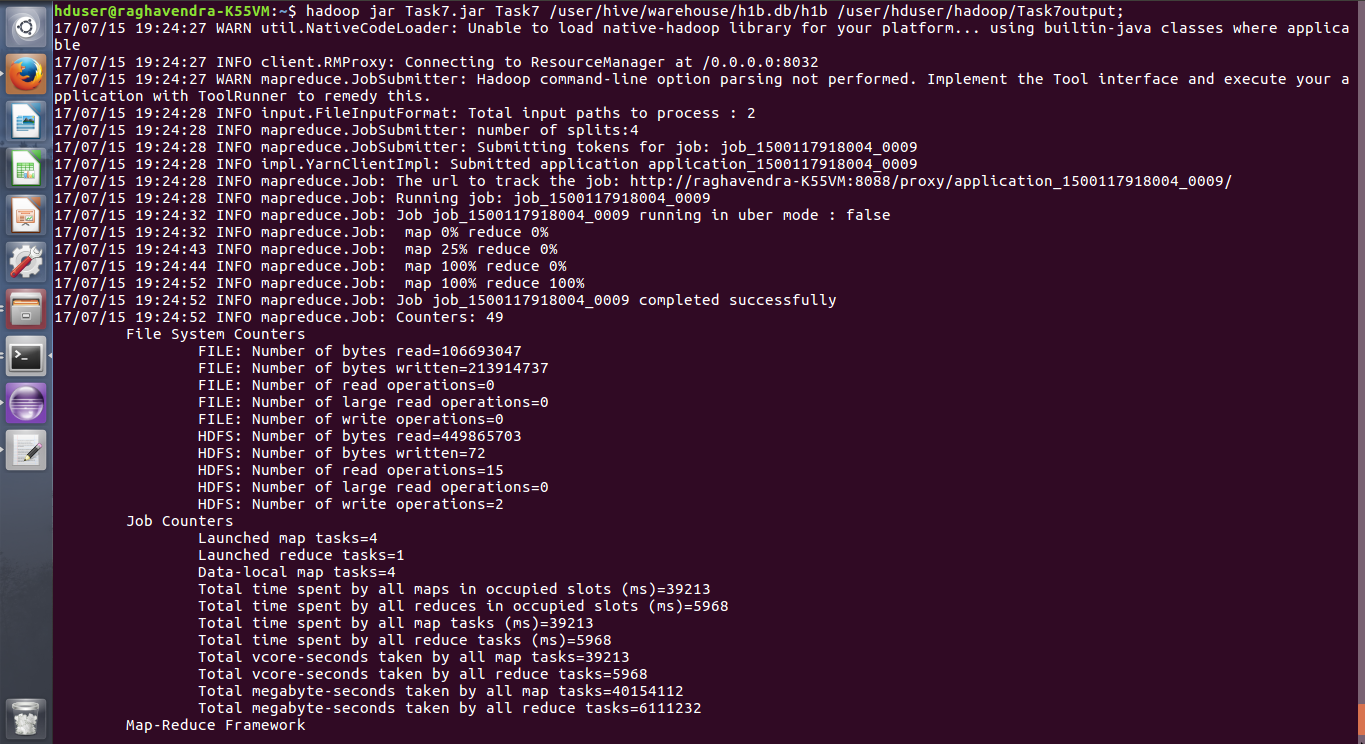 hduser@raghavendra-K55VM:~$ hadoop jar Task7.jar Task7 /user/hive/warehouse/h1b.db/h1b /user/hduser/hadoop/Task7output;
17/07/15 19:24:27 WARN util.NativeCodeLoader: Unable to load native-hadoop library for your platform... using builtin-java classes where applica
ble
17/07/15 19:24:27 INFO client.RMProxy: Connecting to ResourceManager at /0.0.0.0:8032
17/07/15 19:24:27 WARN mapreduce.JobSubmitter: Hadoop command-line option parsing not performed. Implement the Tool interface and execute your a
pplication with ToolRunner to remedy this.
17/07/15 19:24:28 INFO input.FileInputFormat: Total input paths to process : 2
17/07/15 19:24:28 INFO mapreduce.JobSubmitter: number of splits:4
17/07/15 19:24:28 INFO mapreduce.JobSubmitter: Submitting tokens for job: job_1500117918004_0009
17/07/15 19:24:28 INFO impl.YarnClientImpl: Submitted application application_1500117918004_0009
17/07/15 19:24:28 INFO mapreduce.Job: The url to track the job: http://raghavendra-K55VM:8088/proxy/application_1500117918004_0009/
17/07/15 19:24:28 INFO mapreduce.Job: Running job: job_1500117918004_0009
17/07/15 19:24:32 INFO mapreduce.Job: Job job_1500117918004_0009 running in uber mode : false
17/07/15 19:24:32 INFO mapreduce.Job:  map 0% reduce 0%
17/07/15 19:24:43 INFO mapreduce.Job:  map 25% reduce 0%
17/07/15 19:24:44 INFO mapreduce.Job:  map 100% reduce 0%
17/07/15 19:24:52 INFO mapreduce.Job:  map 100% reduce 100%
17/07/15 19:24:52 INFO mapreduce.Job: Job job_1500117918004_0009 completed successfully
17/07/15 19:24:52 INFO mapreduce.Job: Counters: 49
File System Counters
FILE: Number of bytes read=106693047
FILE: Number of bytes written=213914737
FILE: Number of read operations=0
FILE: Number of large read operations=0
FILE: Number of write operations=0
HDFS: Number of bytes read=449865703
HDFS: Number of bytes written=72
HDFS: Number of read operations=15
HDFS: Number of large read operations=0
HDFS: Number of write operations=2
Job Counters
Launched map tasks=4
Launched reduce tasks=1
Data-local map tasks=4
Total time spent by all maps in occupied slots (ms)=39213
Total time spent by all reduces in occupied slots (ms)=5968
Total time spent by all map tasks (ms)=39213
Total time spent by all reduce tasks (ms)=5968
Total vcore-seconds taken by all map tasks=39213
Total vcore-seconds taken by all reduce tasks=5968
Total megabyte-seconds taken by all map tasks=40154112
Total megabyte-seconds taken by all reduce tasks=6111232
Map-Reduce Framework